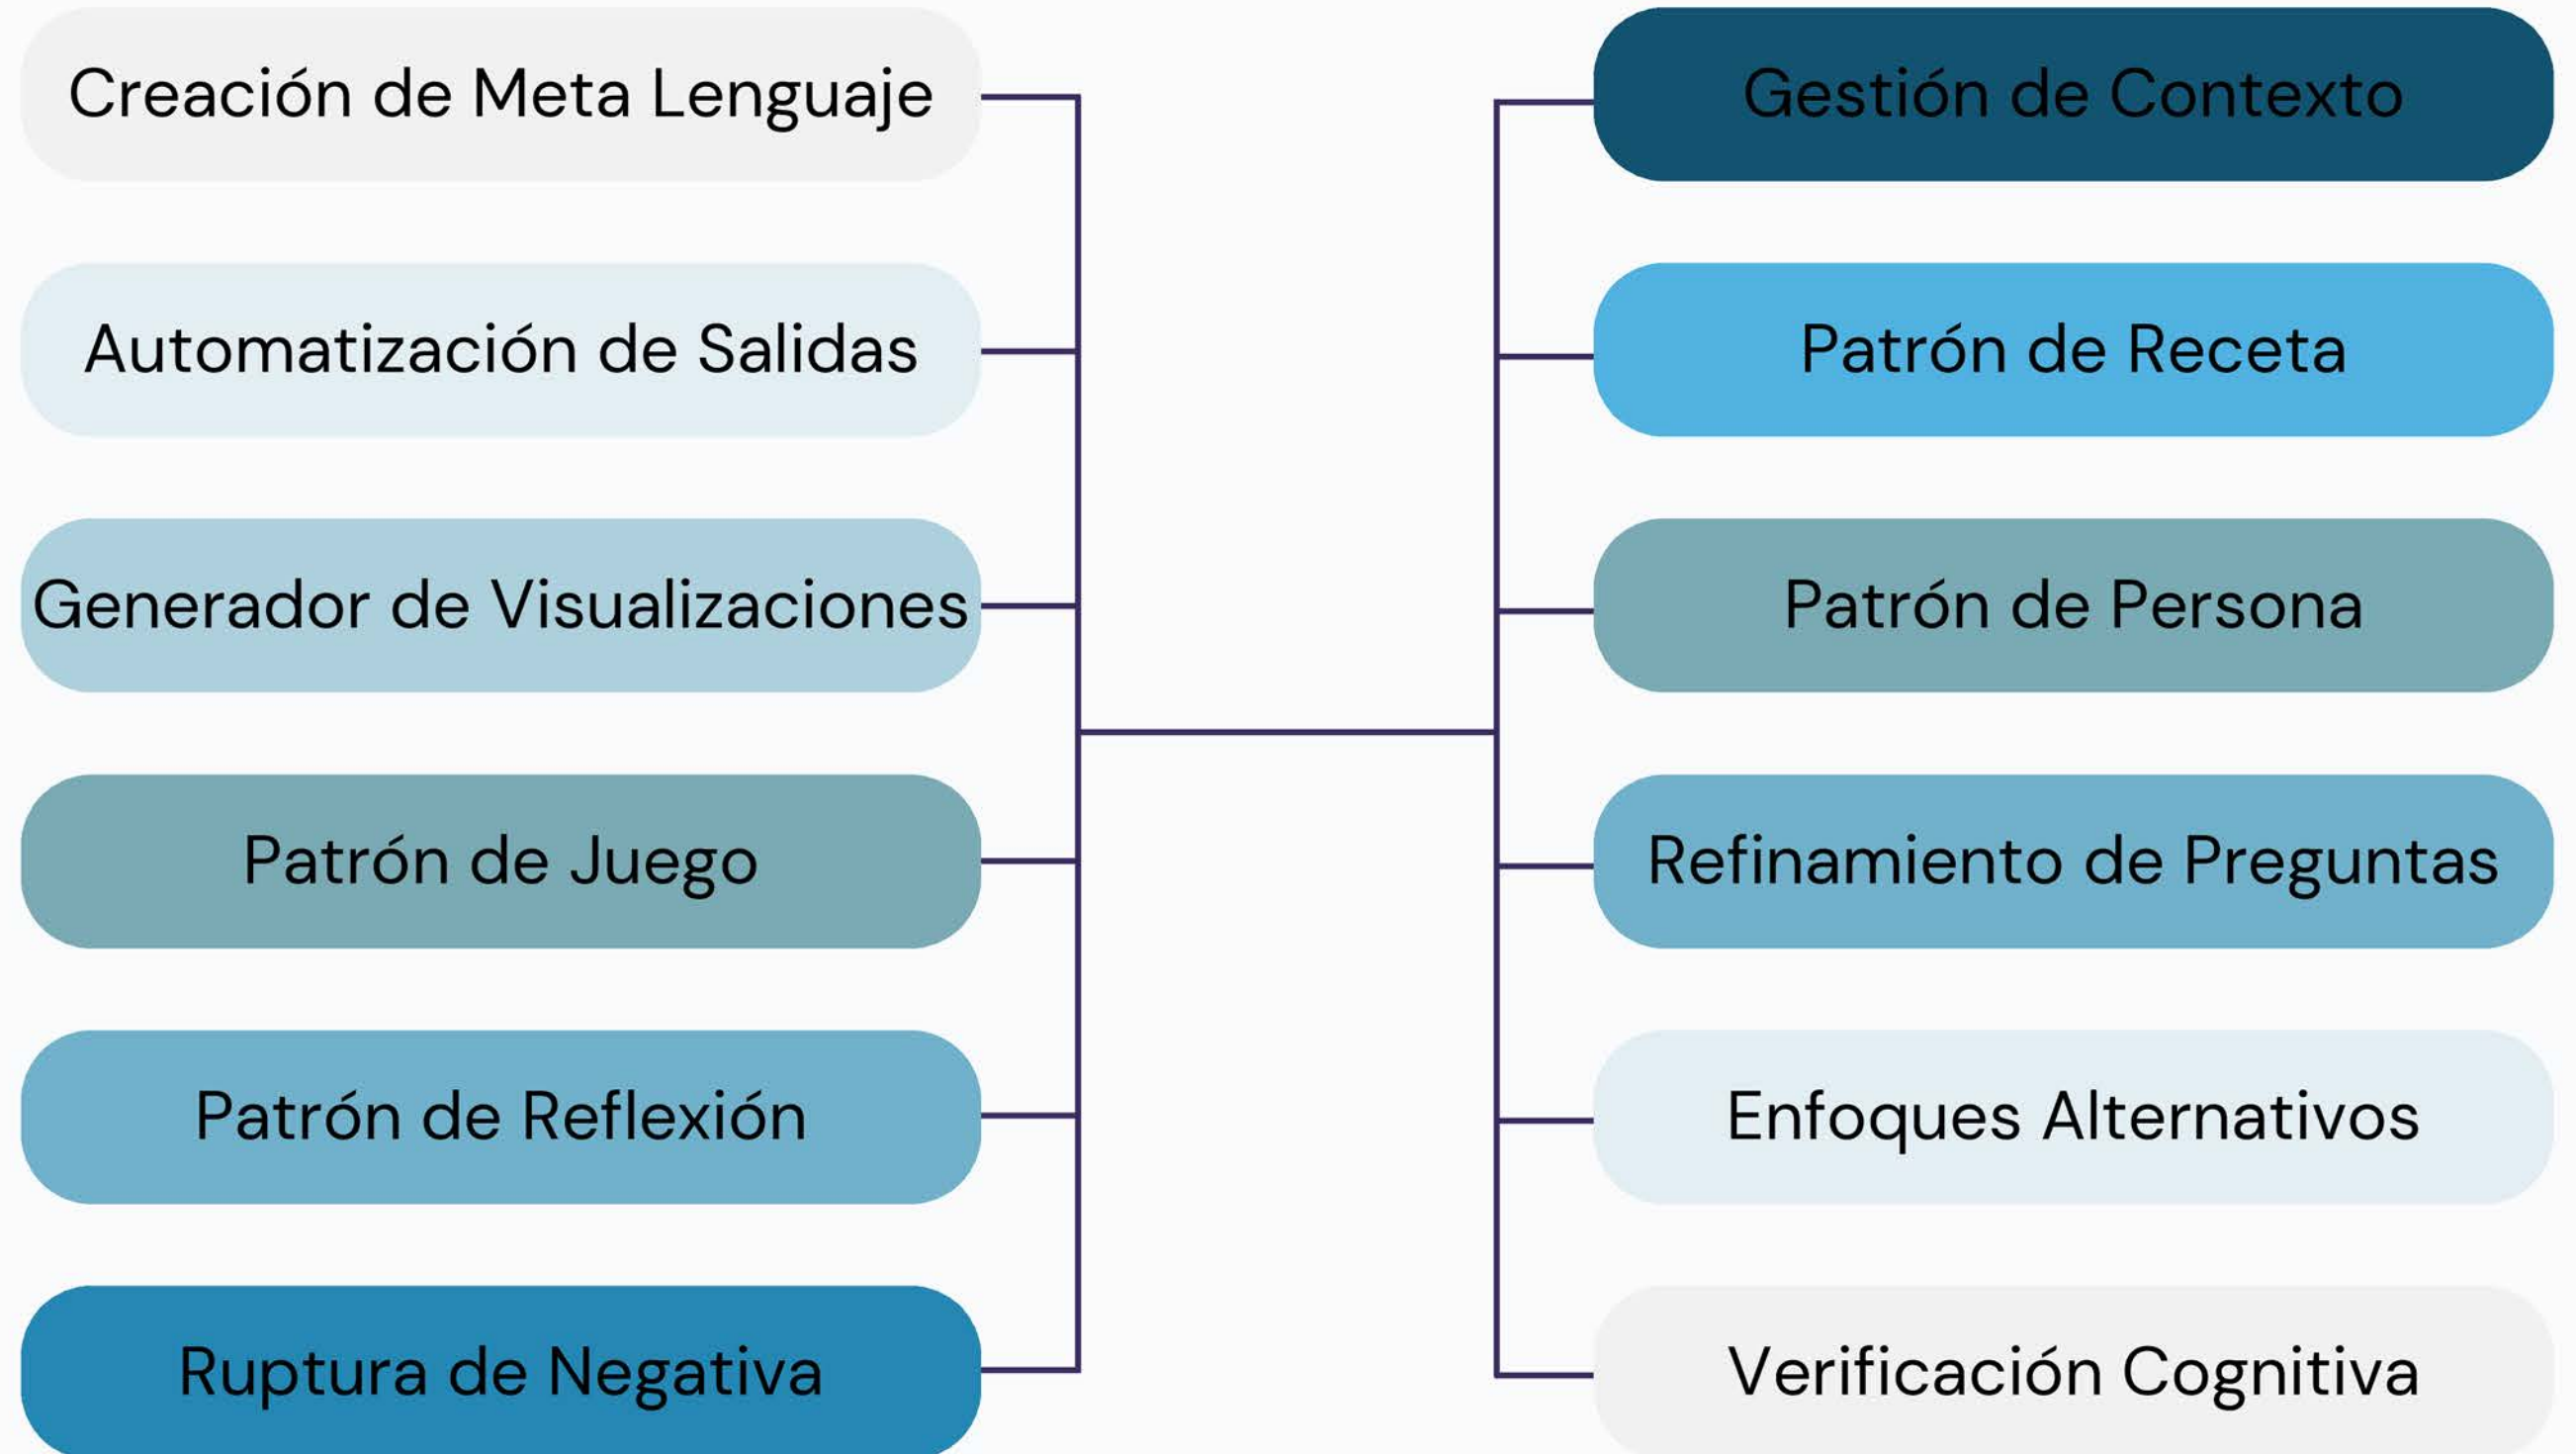 Creación de Meta Lenguaje
Automatización de Salidas
Generador de Visualizaciones
Patrón de Juego
Patrón de Reflexión
Ruptura de Negativa
Gestión de Contexto
Patrón de Receta
Patrón de Persona
Refinamiento de Preguntas
Enfoques Alternativos
Verificación Cognitiva